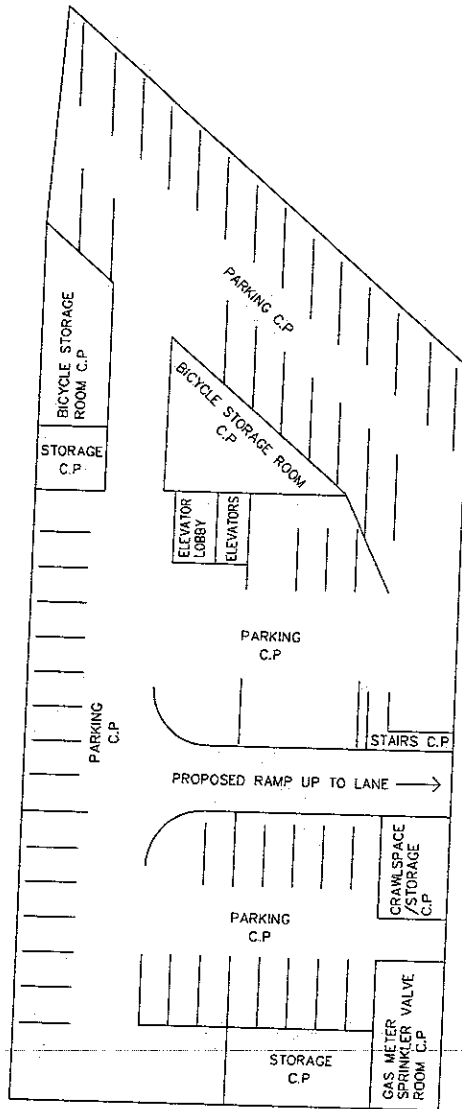 PARKING C.P
BICYCLE STORAGE
ROOM C.P
BICYCLE STORAGE ROOM
C.P
STORAGE
C.P
ELEVATOR
LOBBY
ELEVATORS
PARKING
C.P
PARKING
C.P
STAIRS C.P
PROPOSED RAMP UP TO LANE
CRAWLSPACE
/STORAGE
C.P
PARKING
C.P
STORAGE
C.P
GAS METER
SPRINKLER VALVE
ROOM C.P